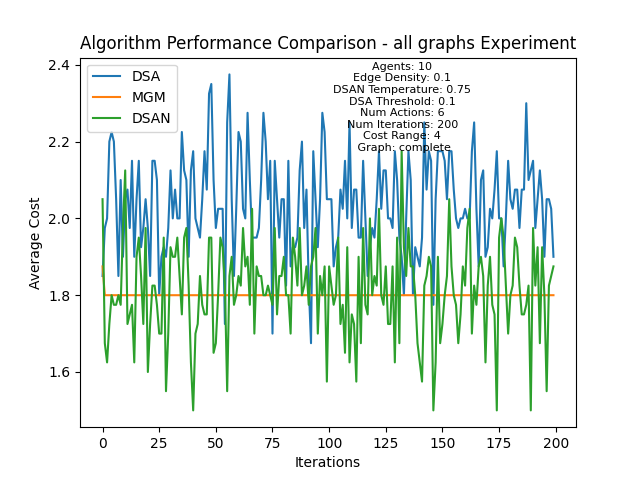 Algorithm Performance Comparison - all graphs Experiment
DSA
MGM
DSAN
Agents: 10
Edge Density: 0.1
DSAN Temperature: 0.75
DSA Threshold: 0.1
Num Actions: 6
Num Iterations: 200
Cost Range: 4
Graph: complete
Average Cost
2.4
2.2
2.0
1.8
1.6
0
25
50
75
100
125
150
175
200
Iterations